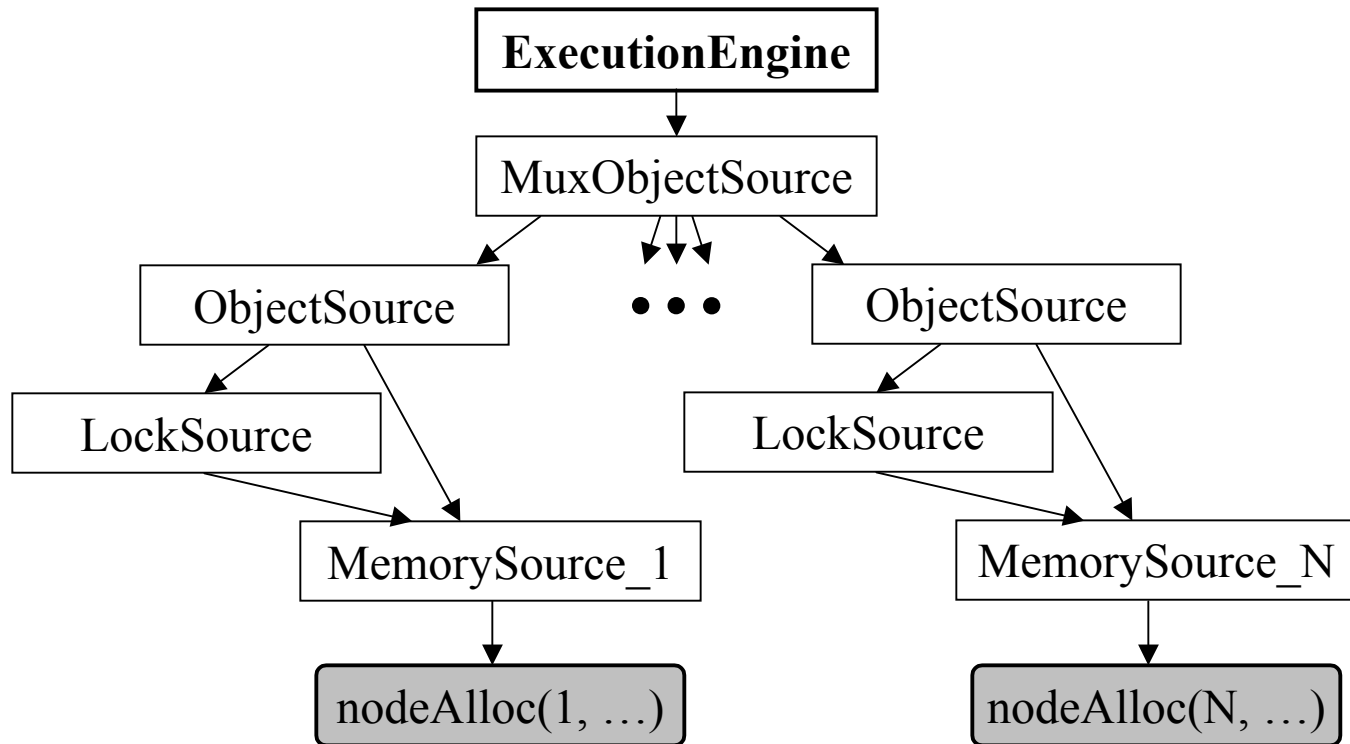 ExecutionEngine
MuxObjectSource
ObjectSource
• • •
ObjectSource
LockSource
LockSource
MemorySource_1
MemorySource_N
nodeAlloc(1, …)
nodeAlloc(N, …)